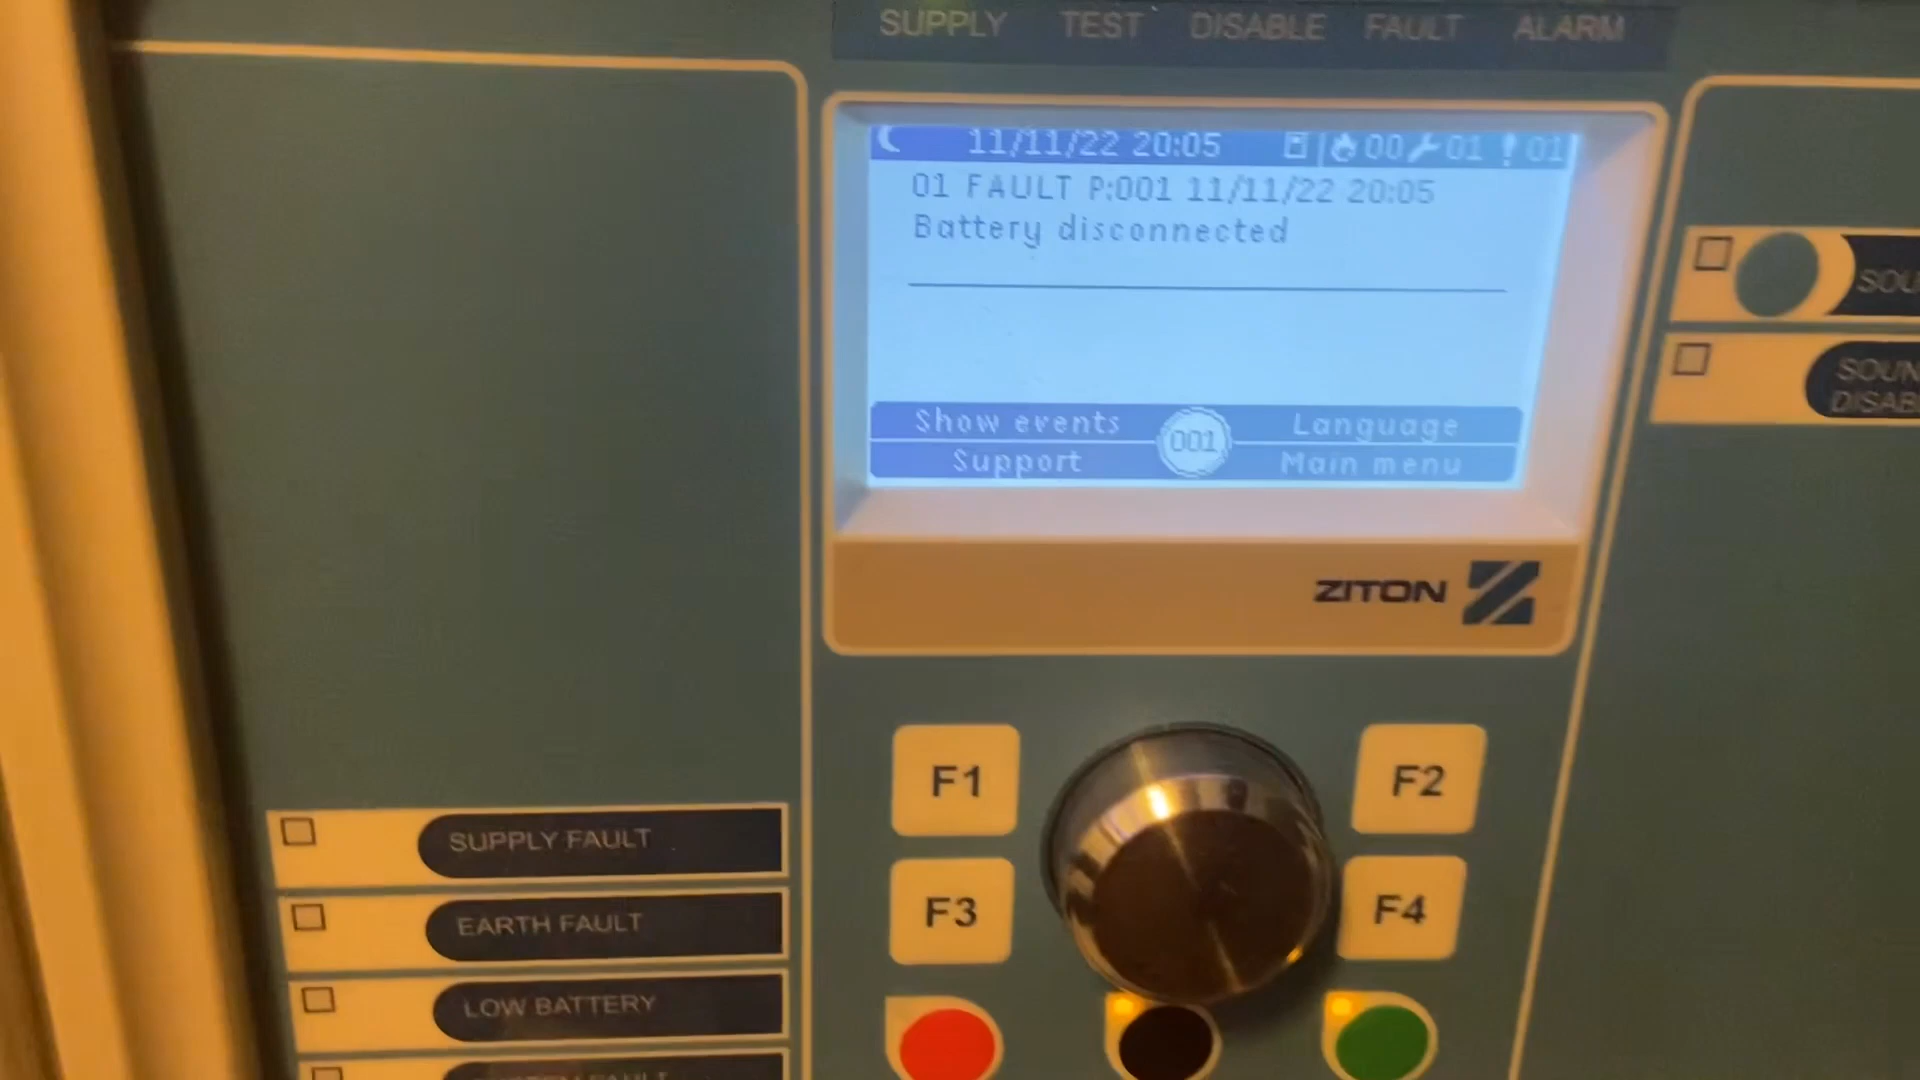 SUPPLY TEST DISABLE FAULT ALARM
11/11/22 20:05 00 01 ! 01
01 FAULT P:001 11/11/22 20:05
Battery disconnected
Show events
Language
001
Support
Main menu
ZITON
F1
F2
F3
F4
SUPPLY FAULT
EARTH FAULT
LOW BATTERY